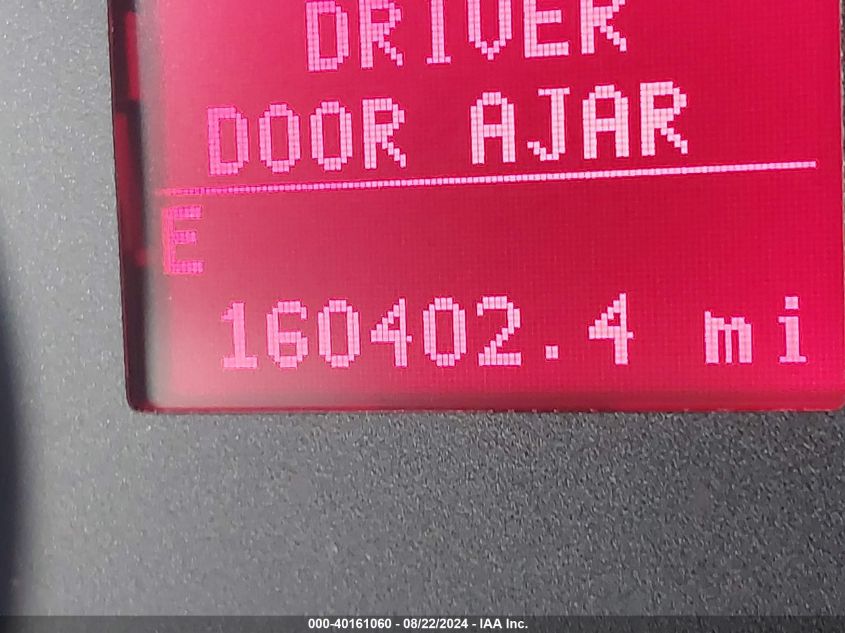 DRIVER
DOOR AJAR
E
160402.4 mi
000-40161060 - 08/22/2024 - IAA Inc.